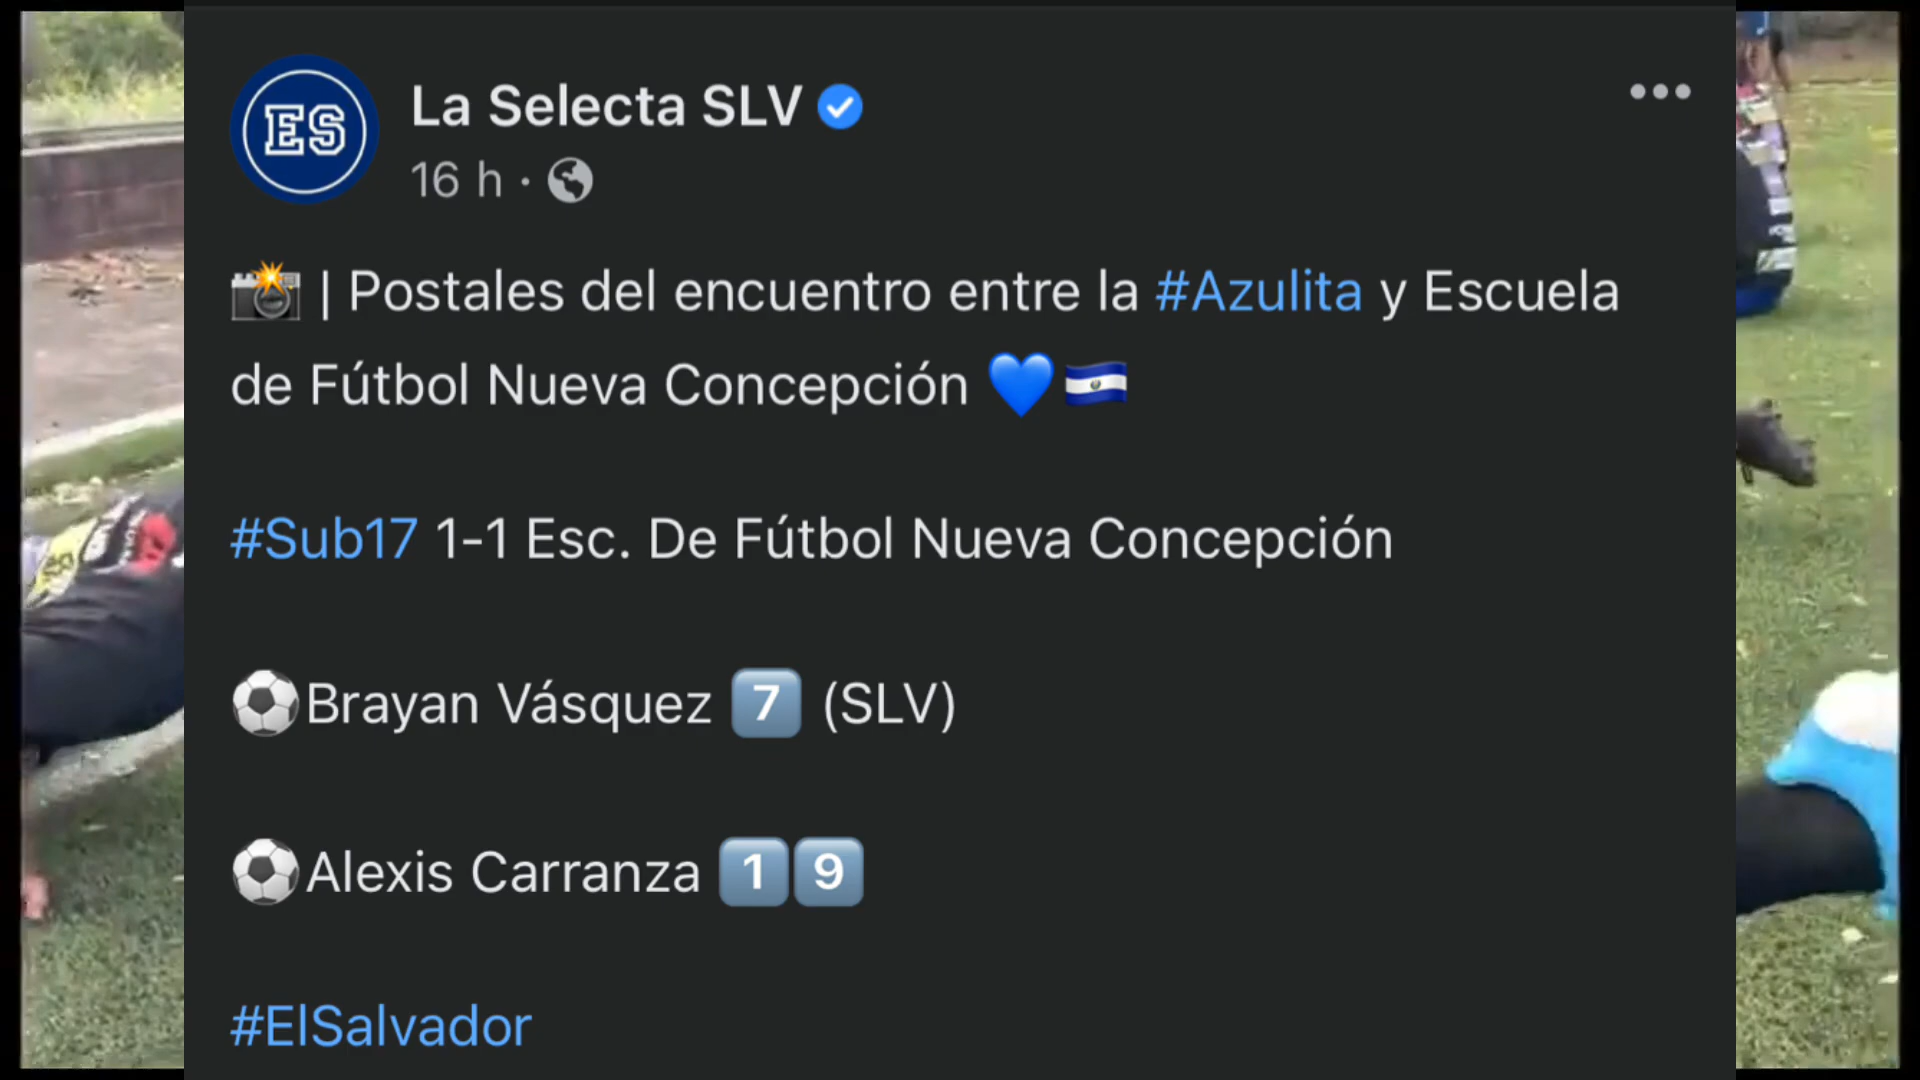 ES
La Selecta SLV
16 h ·
📸 | Postales del encuentro entre la #Azulita y Escuela
de Fútbol Nueva Concepción 💙🇸🇻
#Sub17 1-1 Esc. De Fútbol Nueva Concepción
⚽Brayan Vásquez 7️⃣ (SLV)
⚽Alexis Carranza 1️⃣9️⃣
#ElSalvador